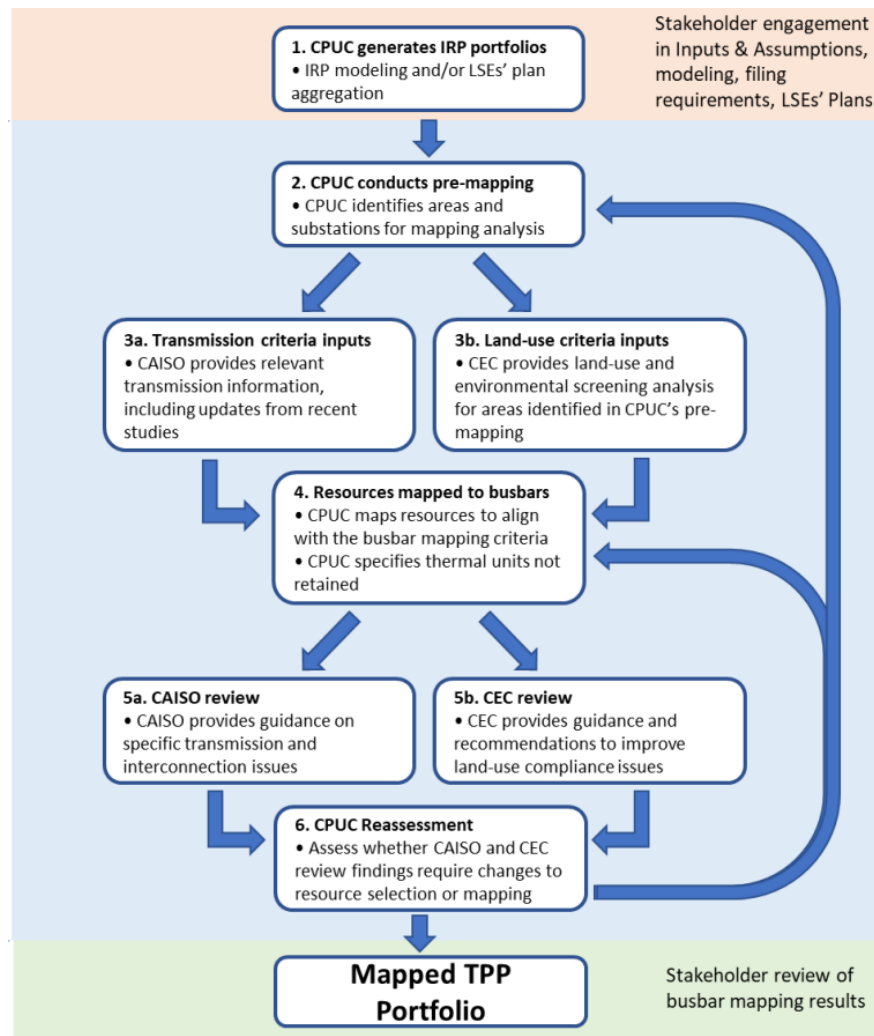 Stakeholder engagement
in Inputs & Assumptions,
modeling, filing
requirements, LSEs' Plans
1. CPUC generates IRP portfolios
• IRP modeling and/or LSEs' plan
aggregation
2. CPUC conducts pre-mapping
• CPUC identifies areas and
substations for mapping analysis
3a. Transmission criteria inputs
• CAISO provides relevant
transmission information,
including updates from recent
studies
3b. Land-use criteria inputs
• CEC provides land-use and
environmental screening analysis
for areas identified in CPUC's pre-
mapping
4. Resources mapped to busbars
• CPUC maps resources to align
with the busbar mapping criteria
• CPUC specifies thermal units not
retained
5a. CAISO review
• CAISO provides guidance on
specific transmission and
interconnection issues
5b. CEC review
• CEC provides guidance and
recommendations to improve
land-use compliance issues
6. CPUC Reassessment
• Assess whether CAISO and CEC
review findings require changes to
resource selection or mapping
Mapped TPP
Portfolio
Stakeholder review of
busbar mapping results